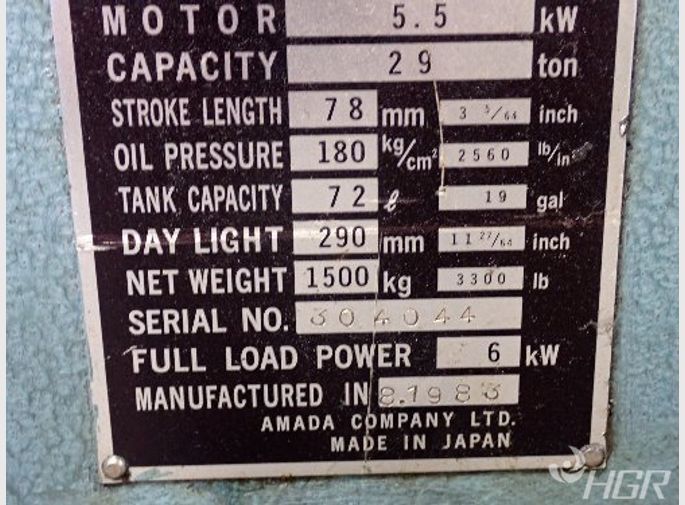 MOTOR 5.5 kW
CAPACITY 29 ton
STROKE LENGTH 78 mm 3 5/64 inch
OIL PRESSURE 180 kg/cm² 2560 lb/in²
TANK CAPACITY 72 ℓ 19 gal
DAY LIGHT 290 mm 11 27/64 inch
NET WEIGHT 1500 kg 3300 lb
SERIAL NO. 304044
FULL LOAD POWER 6 kW
MANUFACTURED IN 8.1983
AMADA COMPANY LTD.
MADE IN JAPAN
HGR